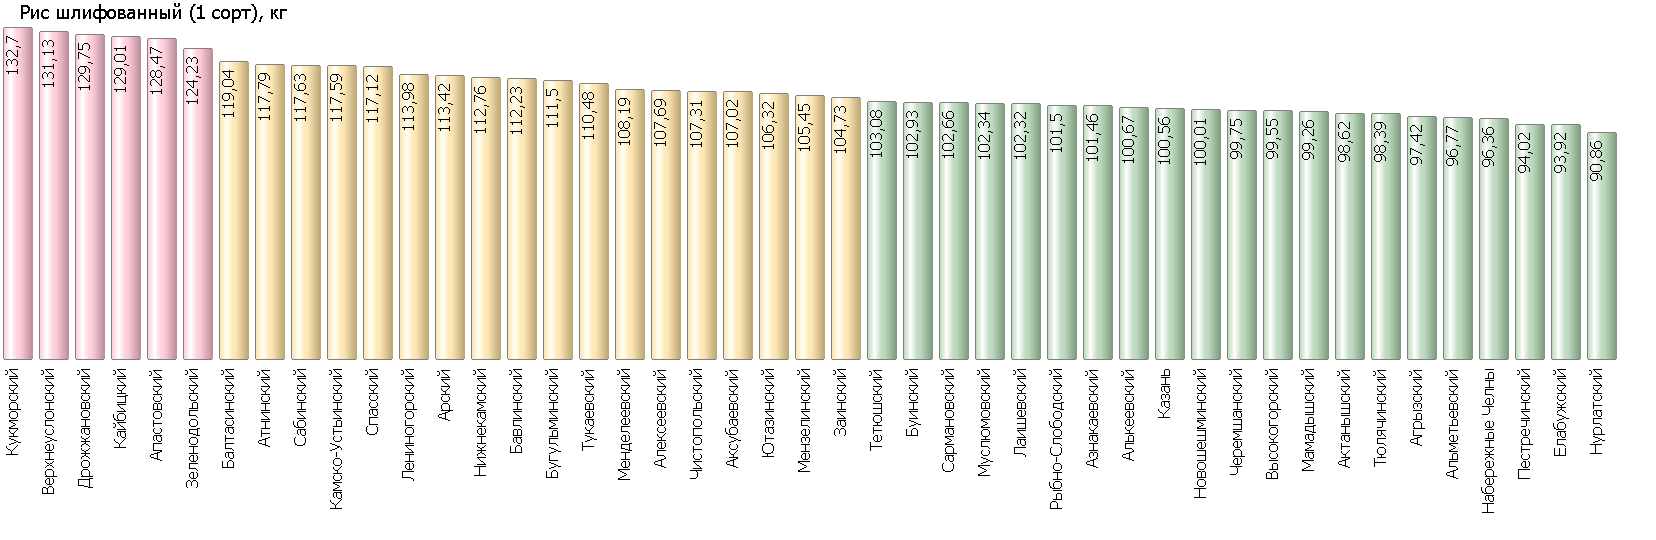 Рис шлифованный (1 сорт), кг
132,7
131,13
129,75
129,01
128,47
124,23
119,04
117,79
117,63
117,59
117,12
113,98
113,42
112,76
112,23
111,5
110,48
108,19
107,69
107,31
107,02
106,32
105,45
104,73
103,08
102,93
102,66
102,34
102,32
101,5
101,46
100,67
100,56
100,01
99,75
99,55
99,26
98,62
98,39
97,42
96,77
96,36
94,02
93,92
90,86
Кукморский
Верхнеуслонский
Дрожжановский
Кайбицкий
Апастовский
Зеленодольский
Балтасинский
Атнинский
Сабинский
Камско-Устьинский
Спасский
Лениногорский
Арский
Нижнекамский
Бавлинский
Бугульминский
Тукаевский
Менделеевский
Алексеевский
Чистопольский
Аксубаевский
Ютазинский
Мензелинский
Заинский
Тетюшский
Буинский
Сармановский
Муслюмовский
Лаишевский
Рыбно-Слободский
Азнакаевский
Алькеевский
Казань
Новошешминский
Черемшанский
Высокогорский
Мамадышский
Актанышский
Тюлячинский
Агрызский
Альметьевский
Набережные Челны
Пестречинский
Елабужский
Нурлатский